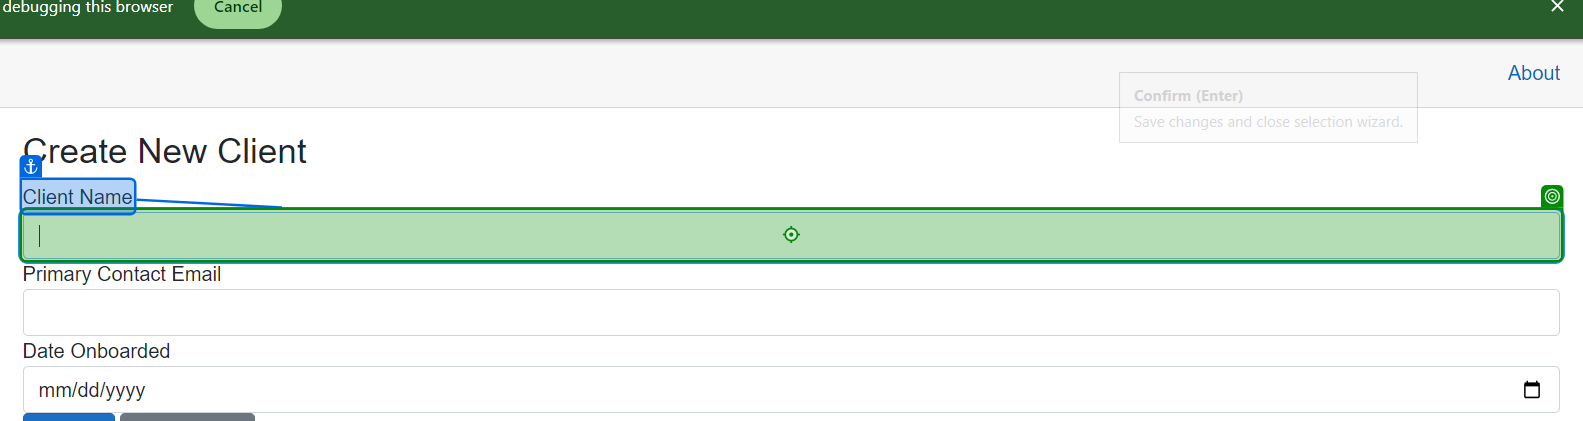 debugging this browser
Cancel
About
Confirm (Enter)
Save changes and close selection wizard.
Create New Client
Client Name
Primary Contact Email
Date Onboarded
mm/dd/yyyy